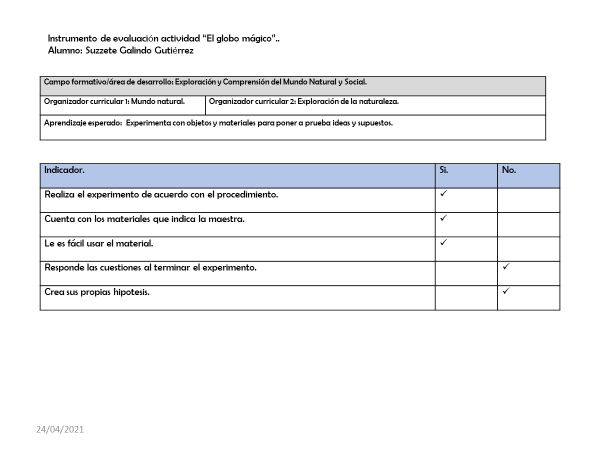 Instrumento de evaluación actividad “El globo mágico”..
Alumno: Suzzete Galindo Gutiérrez
Campo formativo/área de desarrollo: Exploración y Comprensión del Mundo Natural y Social.
Organizador curricular 1: Mundo natural. Organizador curricular 2: Exploración de la naturaleza.
Aprendizaje esperado: Experimenta con objetos y materiales para poner a prueba ideas y supuestos.
Indicador. Si. No.
Realiza el experimento de acuerdo con el procedimiento. ✓
Cuenta con los materiales que indica la maestra. ✓
Le es fácil usar el material. ✓
Responde las cuestiones al terminar el experimento. ✓
Crea sus propias hipotesis. ✓
24/04/2021